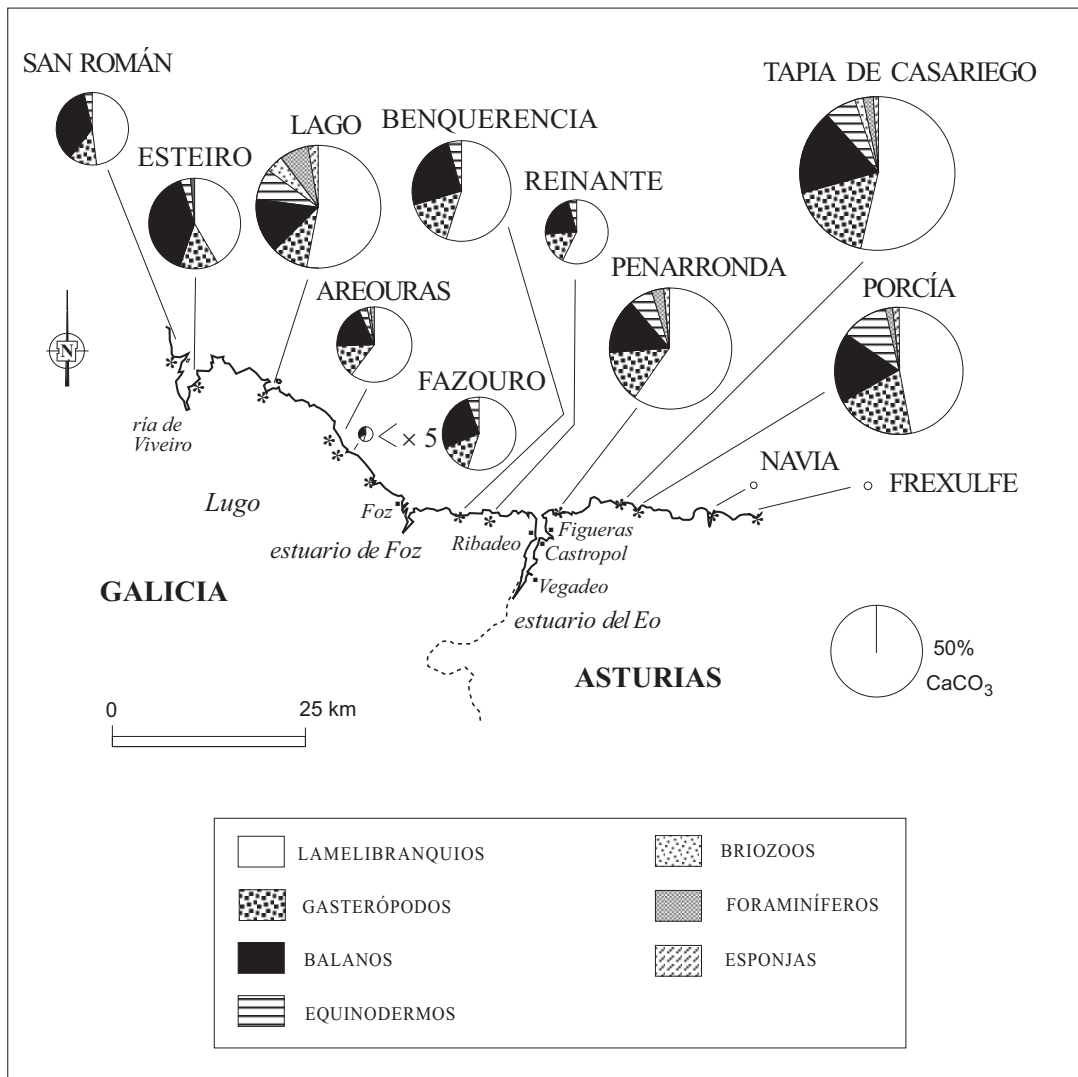 SAN ROMÁN
TAPIA DE CASARIEGO
LAGO
BENQUERENCIA
ESTEIRO
REINANTE
PENARRONDA
PORCÍA
AREOURAS
FAZOURO
N
× 5
ría de
Viveiro
NAVIA
FREXULFE
Lugo
Foz
estuario de Foz
Ribadeo
Figueras
Castropol
Vegadeo
GALICIA
estuario del Eo
ASTURIAS
50%
CaCO₃
0
25 km
LAMELIBRANQUIOS
GASTERÓPODOS
BALANOS
EQUINODERMOS
BRIOZOOS
FORAMINÍFEROS
ESPONJAS